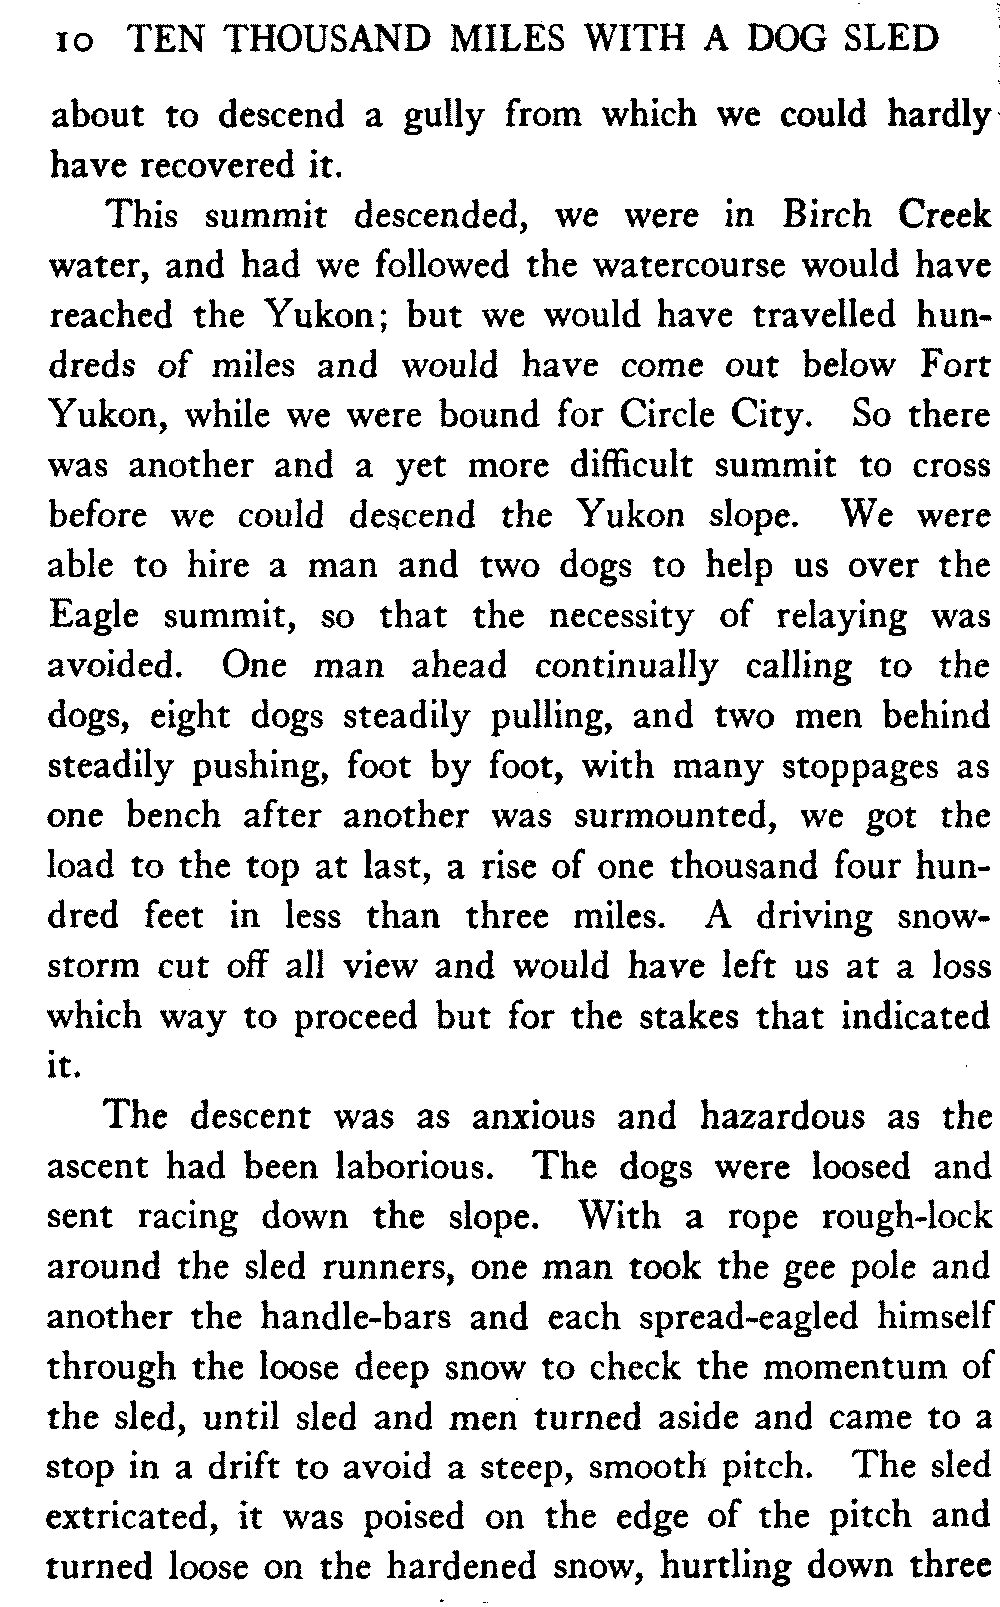 10 TEN THOUSAND MILES WITH A DOG SLED
about to descend a gully from which we could hardly
have recovered it.
This summit descended, we were in Birch Creek
water, and had we followed the watercourse would have
reached the Yukon; but we would have travelled hun-
dreds of miles and would have come out below Fort
Yukon, while we were bound for Circle City. So there
was another and a yet more difficult summit to cross
before we could descend the Yukon slope. We were
able to hire a man and two dogs to help us over the
Eagle summit, so that the necessity of relaying was
avoided. One man ahead continually calling to the
dogs, eight dogs steadily pulling, and two men behind
steadily pushing, foot by foot, with many stoppages as
one bench after another was surmounted, we got the
load to the top at last, a rise of one thousand four hun-
dred feet in less than three miles. A driving snow-
storm cut off all view and would have left us at a loss
which way to proceed but for the stakes that indicated
it.
The descent was as anxious and hazardous as the
ascent had been laborious. The dogs were loosed and
sent racing down the slope. With a rope rough-lock
around the sled runners, one man took the gee pole and
another the handle-bars and each spread-eagled himself
through the loose deep snow to check the momentum of
the sled, until sled and men turned aside and came to a
stop in a drift to avoid a steep, smooth pitch. The sled
extricated, it was poised on the edge of the pitch and
turned loose on the hardened snow, hurtling down three